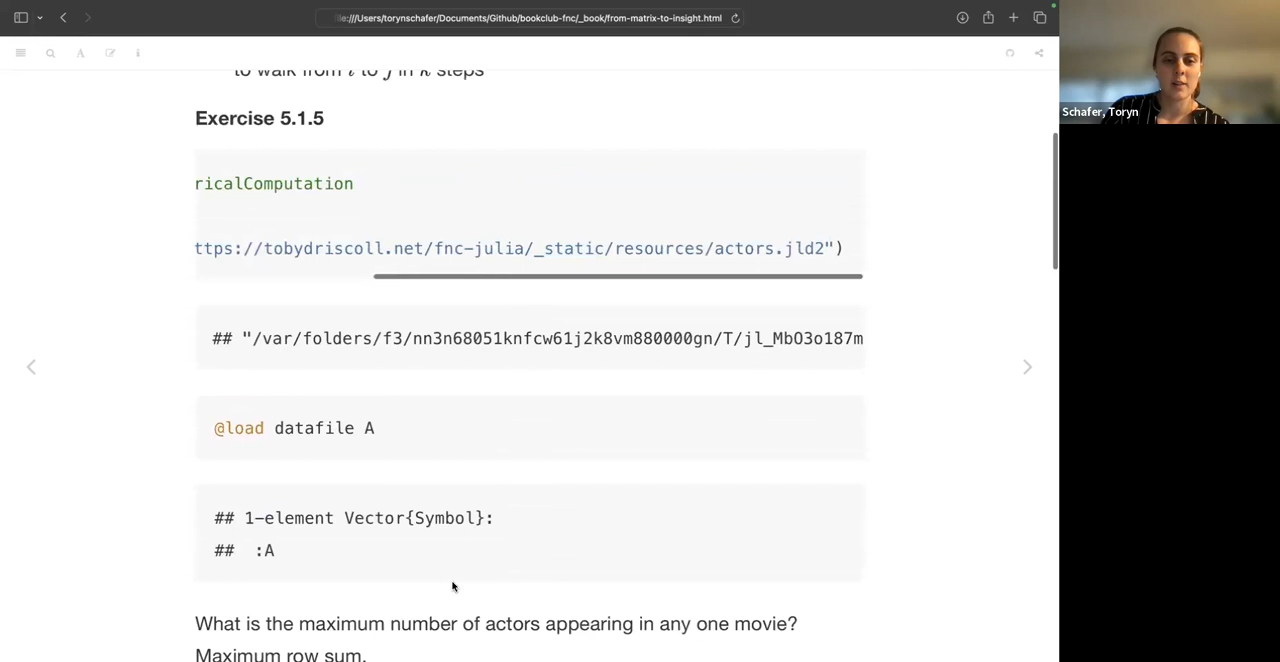 ile:///Users/torynschafer/Documents/Github/bookclub-fnc/_book/from-matrix-to-insight.html
Schafer, Toryn
to walk from i to j in k steps
Exercise 5.1.5
ricalComputation
ttps://tobydriscoll.net/fnc-julia/_static/resources/actors.jld2")
## "/var/folders/f3/nn3n68051knfcw61j2k8vm880000gn/T/jl_MbO3o187m
@load datafile A
## 1-element Vector{Symbol}:
##  :A
What is the maximum number of actors appearing in any one movie?
Maximum row sum.